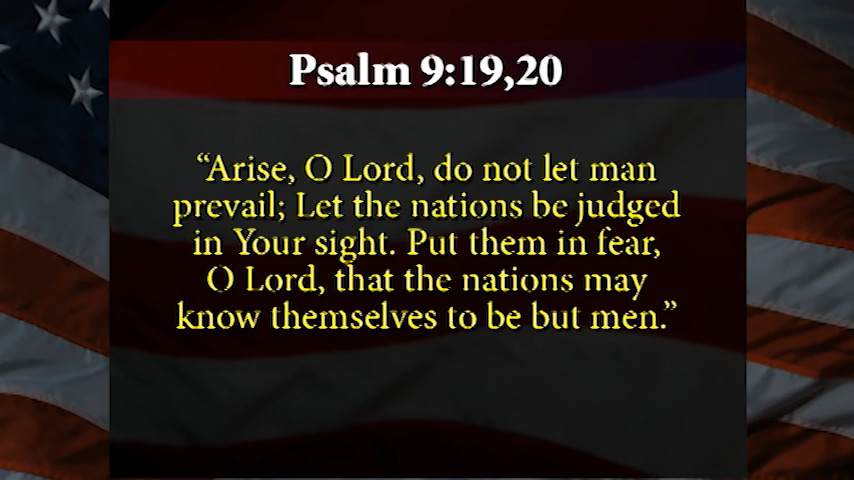 Psalm 9:19,20
“Arise, O Lord, do not let man
prevail; Let the nations be judged
in Your sight. Put them in fear,
O Lord, that the nations may
know themselves to be but men.”